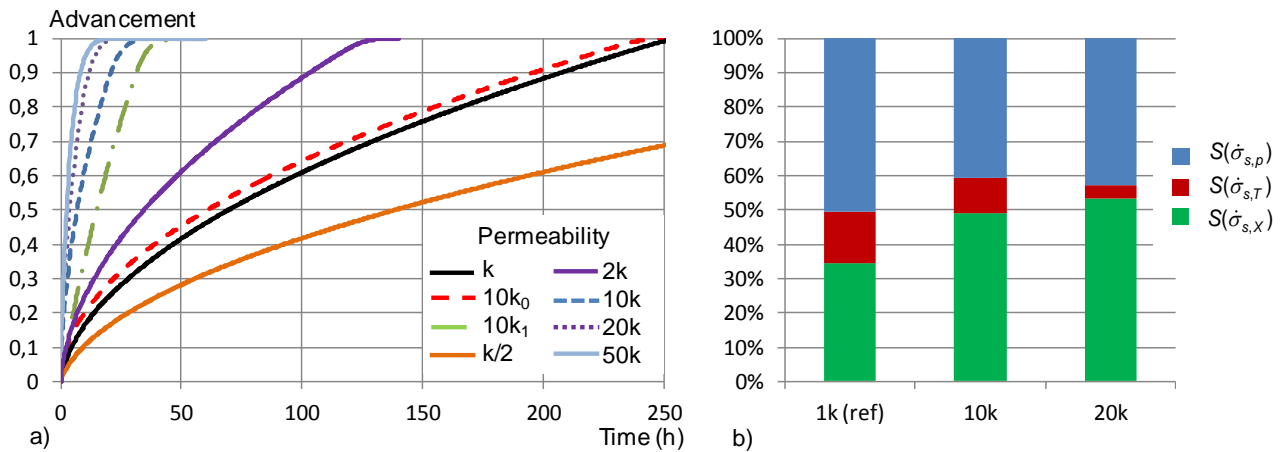 Advancement
1
0,9
0,8
0,7
0,6
0,5
0,4
0,3
0,2
0,1
0
0 50 100 150 200 250
Time (h)
a)
Permeability
k 2k
10k₀ 10k
10k₁ 20k
k/2 50k
100%
90%
80%
70%
60%
50%
40%
30%
20%
10%
0%
1k (ref) 10k 20k
b)
S(σ̇s,p)
S(σ̇s,T)
S(σ̇s,X)